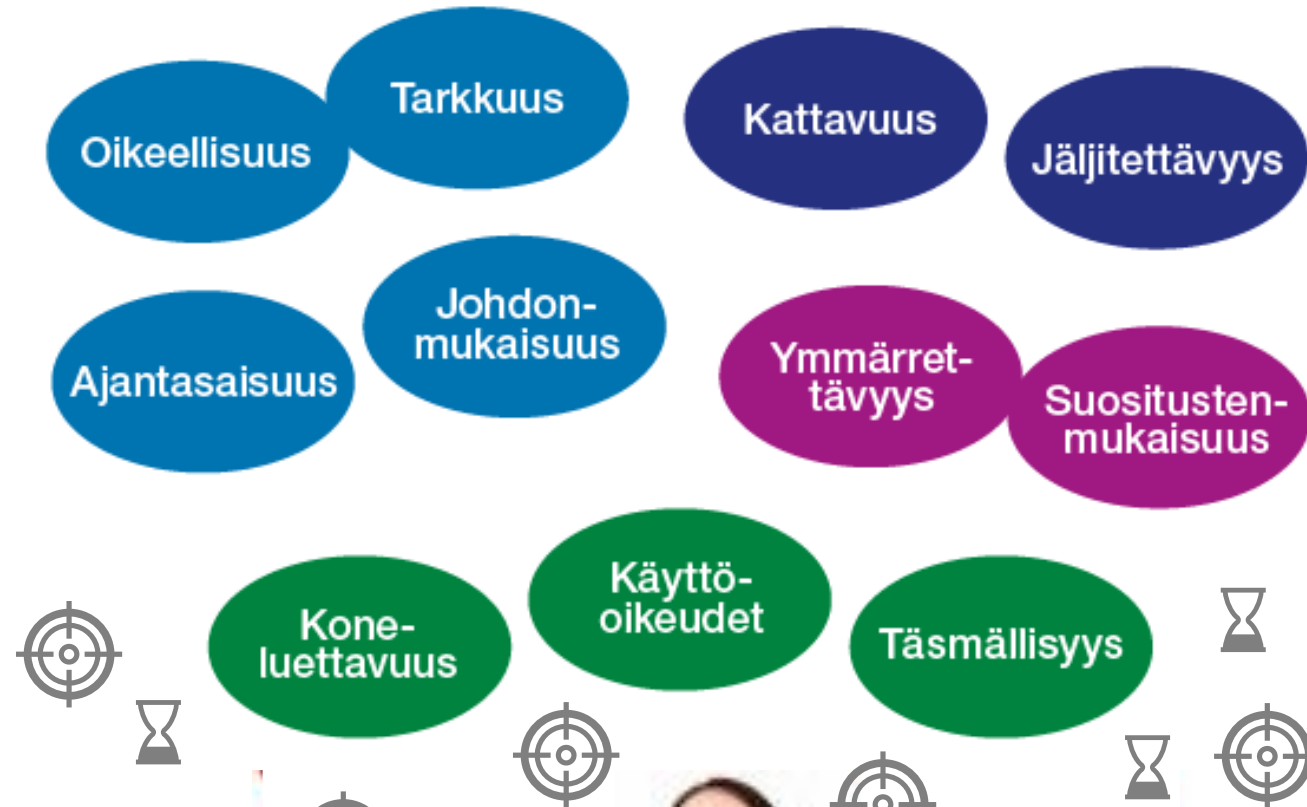 Tarkkuus
Oikeellisuus
Kattavuus
Jäljitettävyys
Johdon-
mukaisuus
Ajantasaisuus
Ymmärret-
tävyys
Suositusten-
mukaisuus
Kone-
luettavuus
Käyttö-
oikeudet
Täsmällisyys